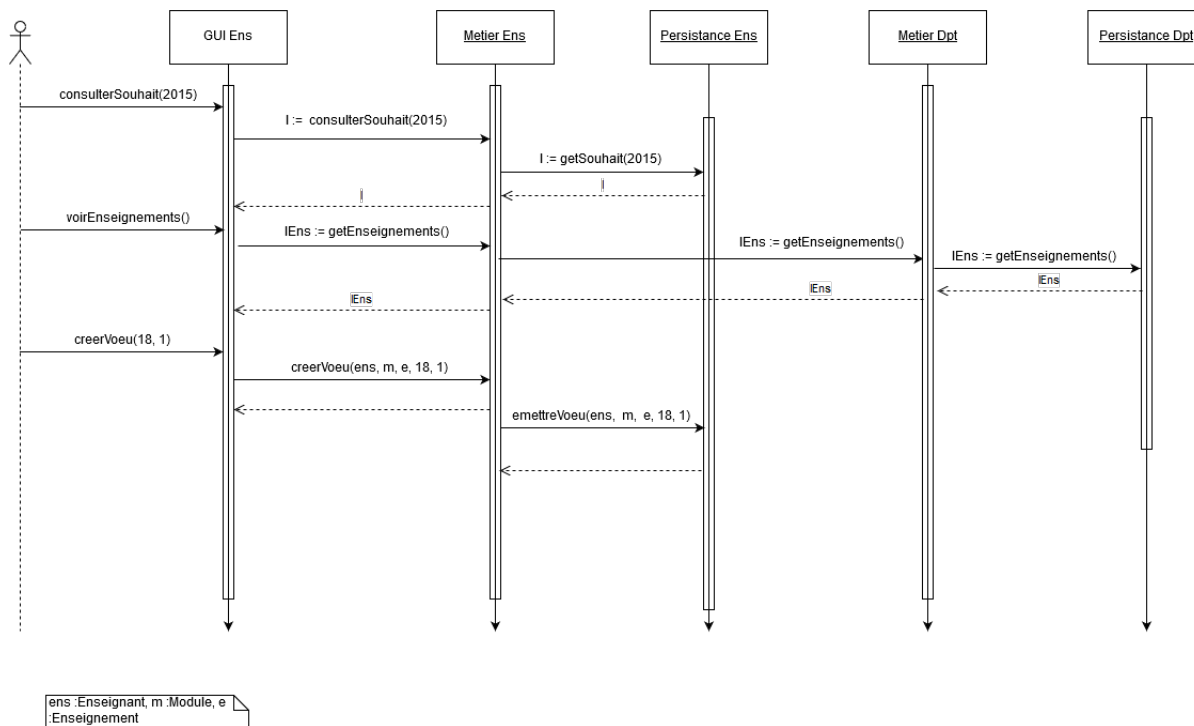 GUI Ens
Metier Ens
Persistance Ens
Metier Dpt
Persistance Dpt
consulterSouhait(2015)
l := consulterSouhait(2015)
l := getSouhait(2015)
l
l
voirEnseignements()
lEns := getEnseignements()
lEns := getEnseignements()
lEns := getEnseignements()
lEns
lEns
lEns
creerVoeu(18, 1)
creerVoeu(ens, m, e, 18, 1)
emettreVoeu(ens, m, e, 18, 1)
ens :Enseignant, m :Module, e
:Enseignement